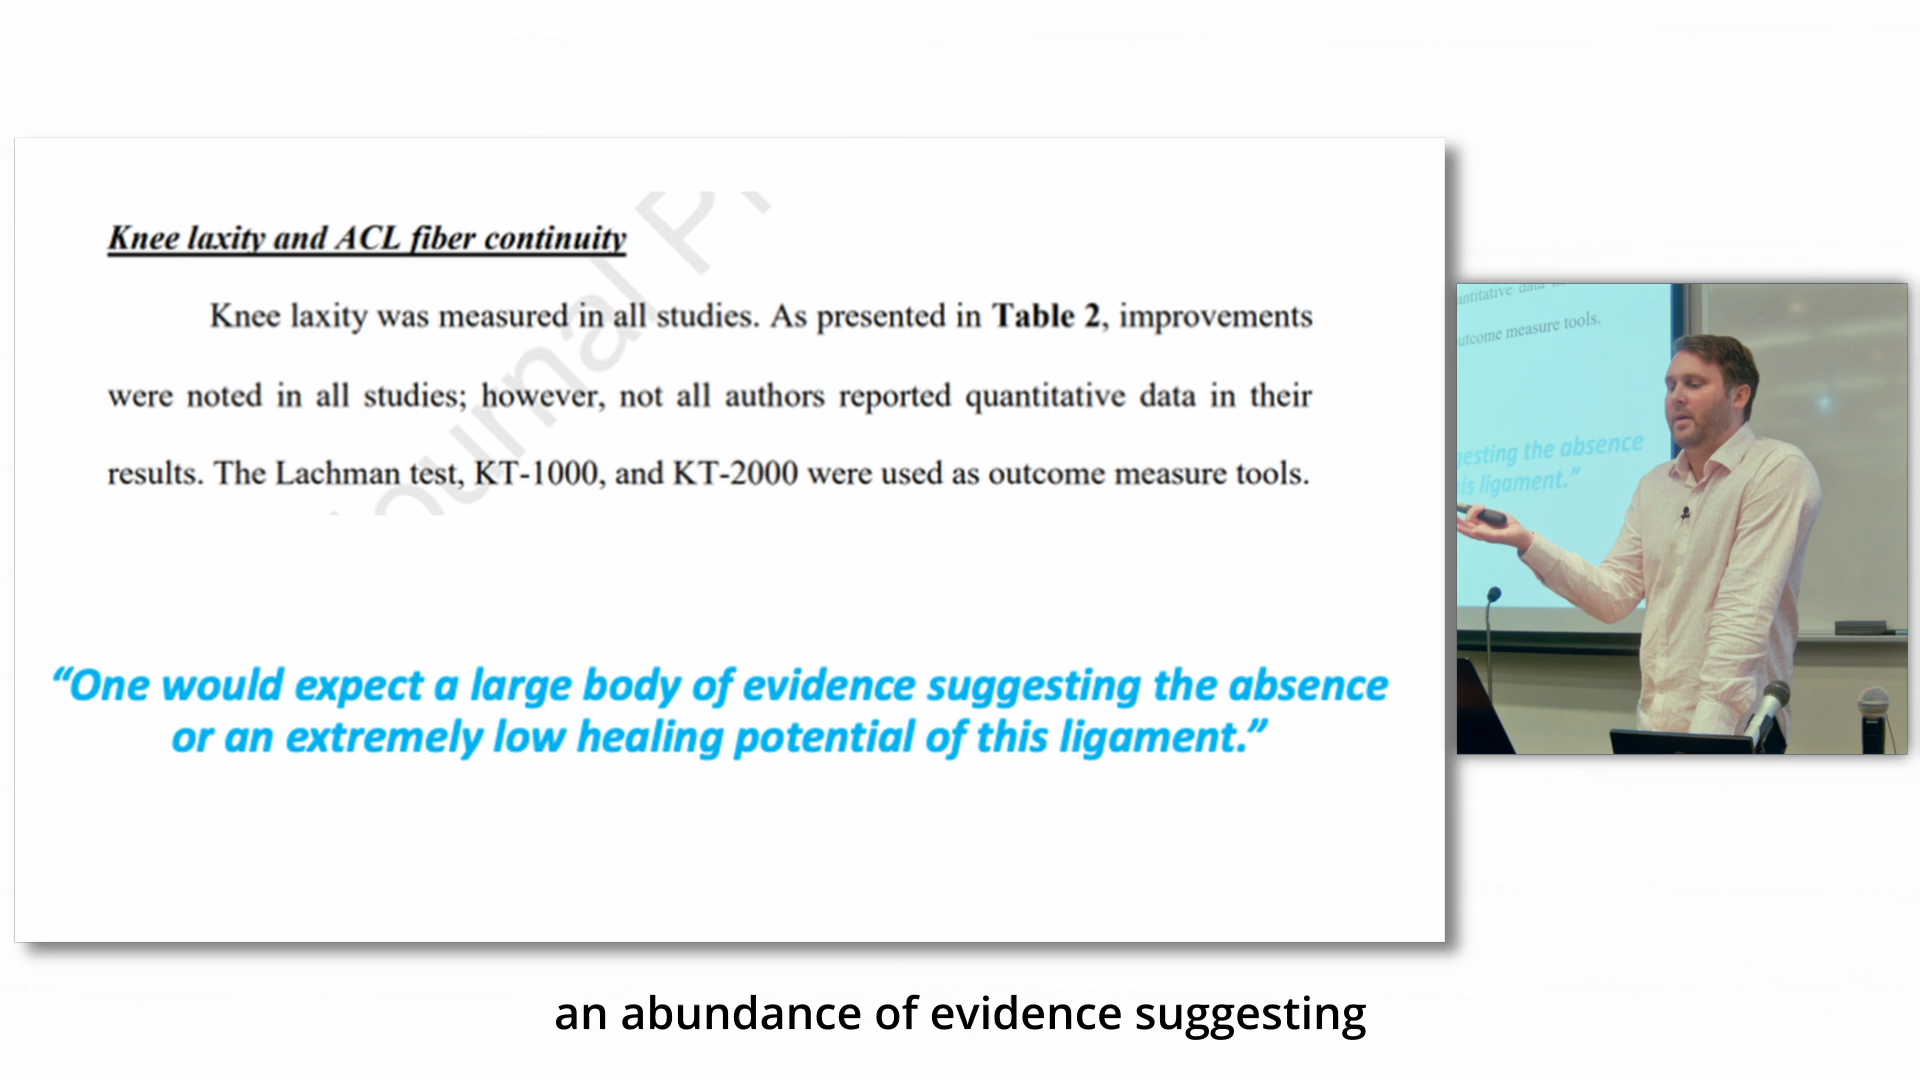 Knee laxity and ACL fiber continuity
Knee laxity was measured in all studies. As presented in Table 2, improvements
were noted in all studies; however, not all authors reported quantitative data in their
results. The Lachman test, KT-1000, and KT-2000 were used as outcome measure tools.
“One would expect a large body of evidence suggesting the absence
or an extremely low healing potential of this ligament.”
antitative data
utcome measure tools.
gesting the absence
his ligament.”
an abundance of evidence suggesting